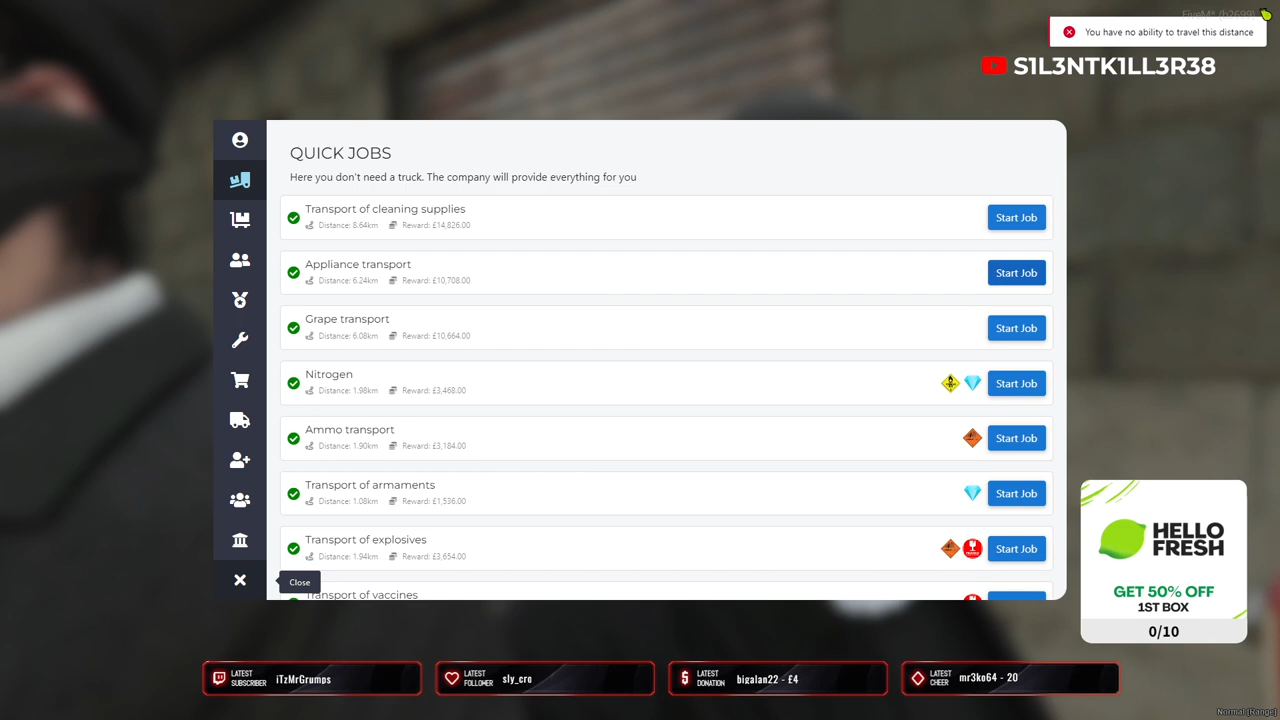 FiveM* (b2699)
You have no ability to travel this distance
S1L3NTK1LL3R38
QUICK JOBS
Here you don't need a truck. The company will provide everything for you
Transport of cleaning supplies
Distance: 8.64km Reward: £14,826.00
Start Job
Appliance transport
Distance: 6.24km Reward: £10,708.00
Start Job
Grape transport
Distance: 6.08km Reward: £10,664.00
Start Job
Nitrogen
Distance: 1.98km Reward: £3,468.00
Start Job
Ammo transport
Distance: 1.90km Reward: £3,184.00
Start Job
Transport of armaments
Distance: 1.08km Reward: £1,536.00
Start Job
Transport of explosives
Distance: 1.94km Reward: £3,654.00
Start Job
Close
Transport of vaccines
HELLO
FRESH
GET 50% OFF
1ST BOX
0/10
LATEST
SUBSCRIBER iTzMrGrumps
LATEST
FOLLOWER sly_cro
LATEST
DONATION bigalan22 - £4
LATEST
CHEER mr3ko64 - 20
Normal [Range]